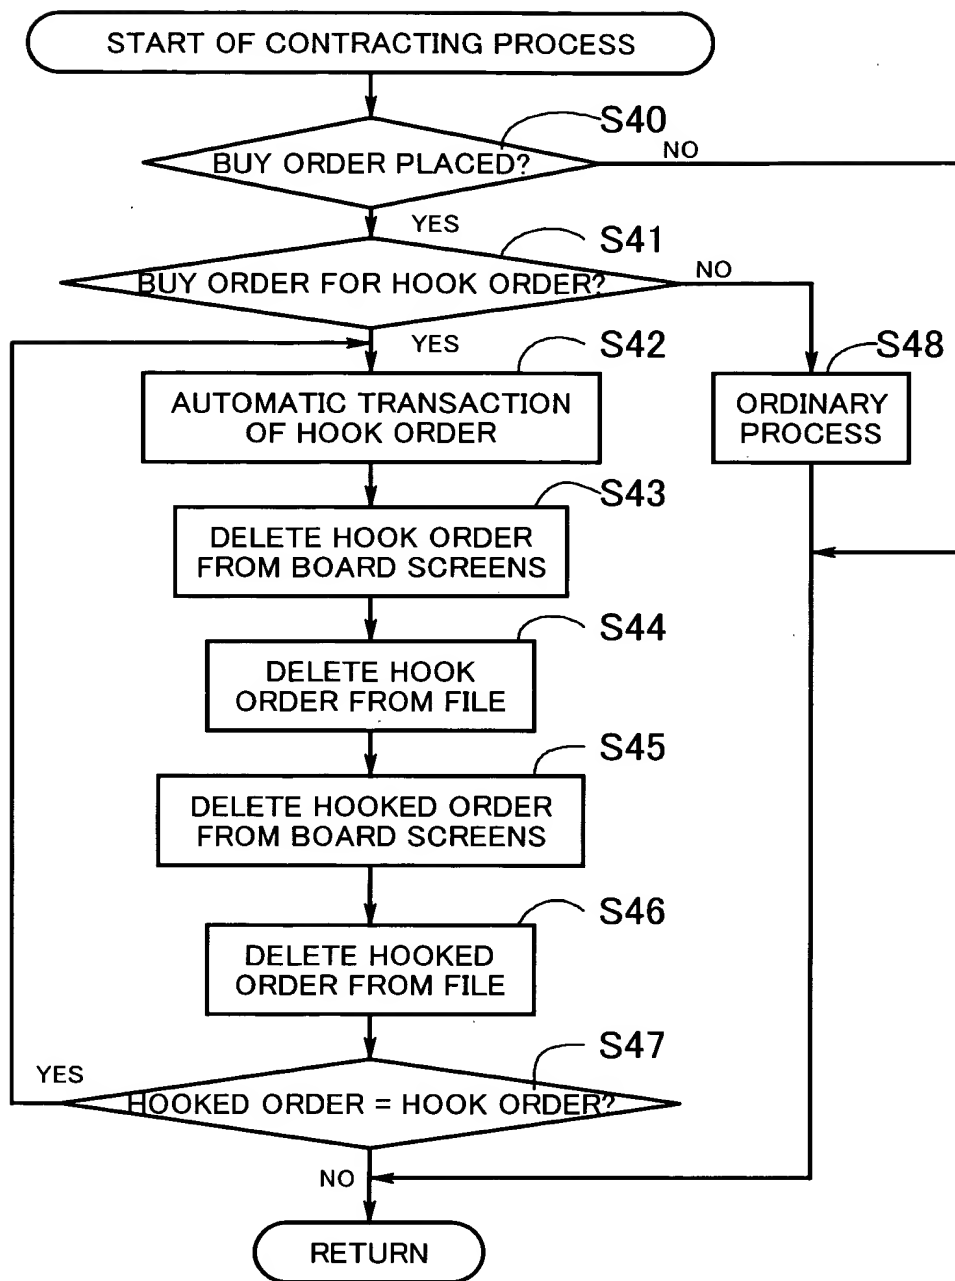 START OF CONTRACTING PROCESS
S40
BUY ORDER PLACED?
NO
YES
S41
BUY ORDER FOR HOOK ORDER?
NO
YES
S42
S48
AUTOMATIC TRANSACTION
OF HOOK ORDER
ORDINARY
PROCESS
S43
DELETE HOOK ORDER
FROM BOARD SCREENS
S44
DELETE HOOK
ORDER FROM FILE
S45
DELETE HOOKED ORDER
FROM BOARD SCREENS
S46
DELETE HOOKED
ORDER FROM FILE
S47
YES
HOOKED ORDER = HOOK ORDER?
NO
RETURN